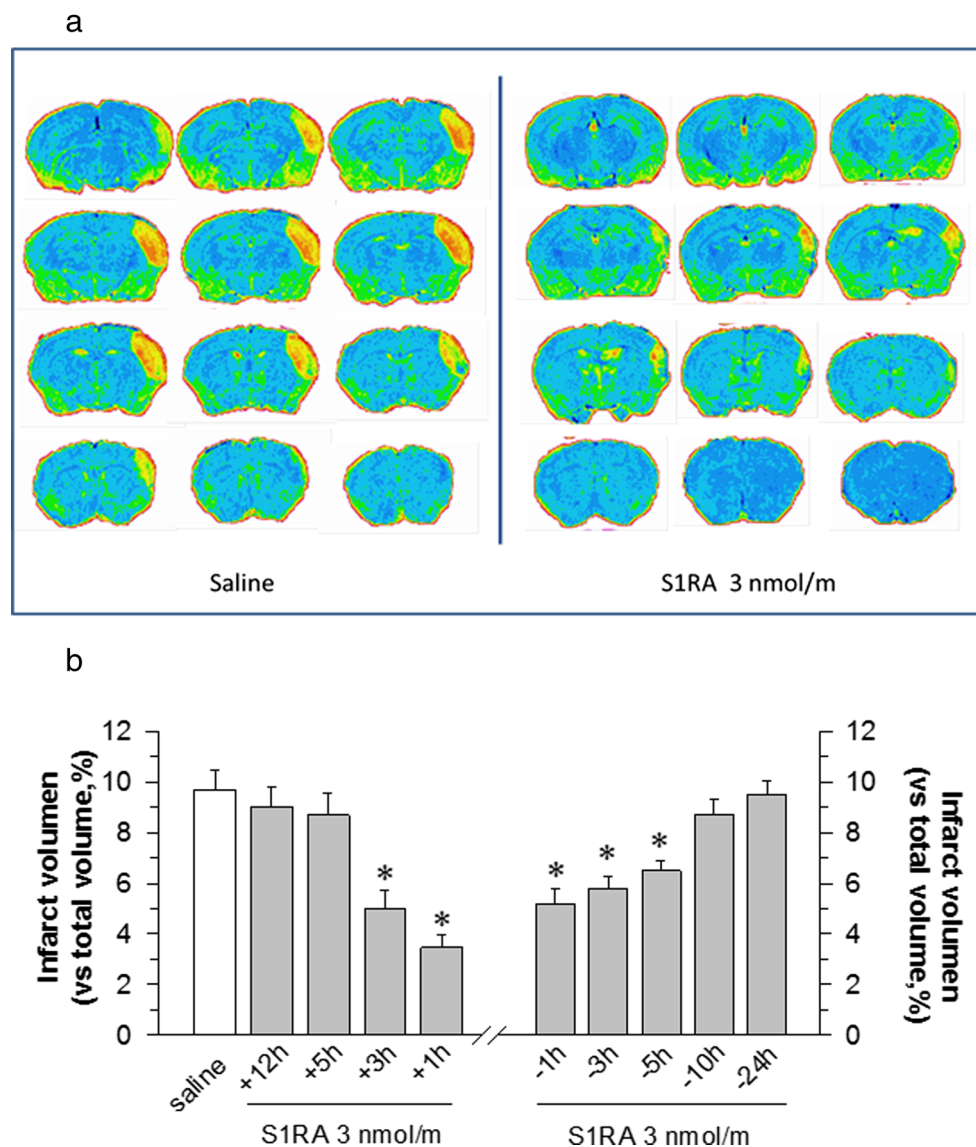 a
Saline
S1RA 3 nmol/m
b
Infarct volumen
(vs total volume,%)
12
10
8
6
4
2
0
*
*
*
*
*
12
10
8
6
4
2
0
Infarct volumen
(vs total volume,%)
saline
+12h
+5h
+3h
+1h
-1h
-3h
-5h
-10h
-24h
S1RA 3 nmol/m
S1RA 3 nmol/m